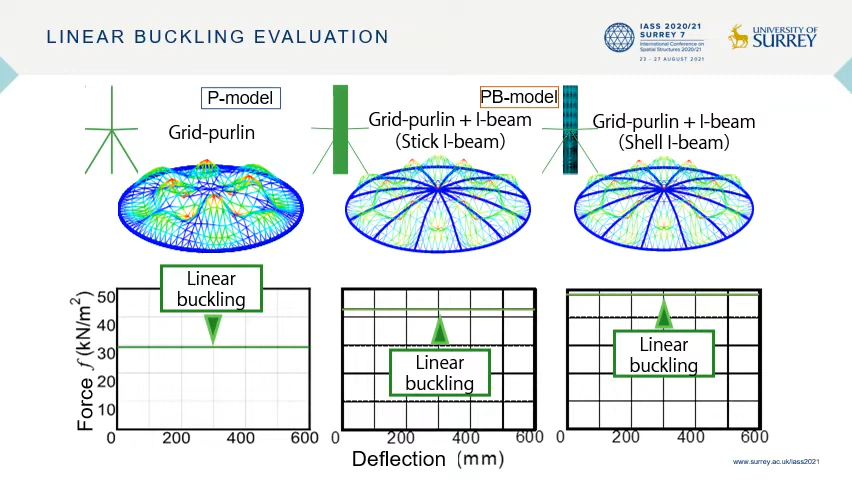 LINEAR BUCKLING EVALUATION
IASS 2020/21
SURREY 7
International Conference on
Spatial Structures 2020/21
23 - 27 AUGUST 2021
UNIVERSITY OF
SURREY
P-model
Grid-purlin
PB-model
Grid-purlin + I-beam
(Stick I-beam)
Grid-purlin + I-beam
(Shell I-beam)
Linear
buckling
Linear
buckling
Linear
buckling
Force f (kN/m²)
50
40
30
20
10
0 200 400 600
0 200 400 600
0 200 400 600
Deflection (mm)
www.surrey.ac.uk/iass2021